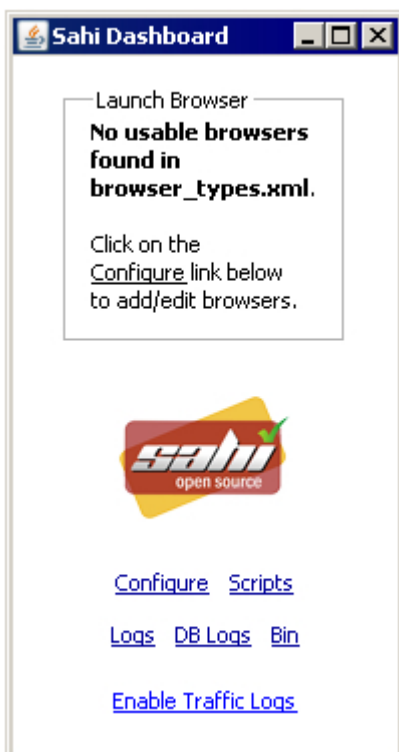 Sahi Dashboard
Launch Browser
No usable browsers
found in
browser_types.xml.
Click on the
Configure link below
to add/edit browsers.
sahi
open source
Configure Scripts
Logs DB Logs Bin
Enable Traffic Logs